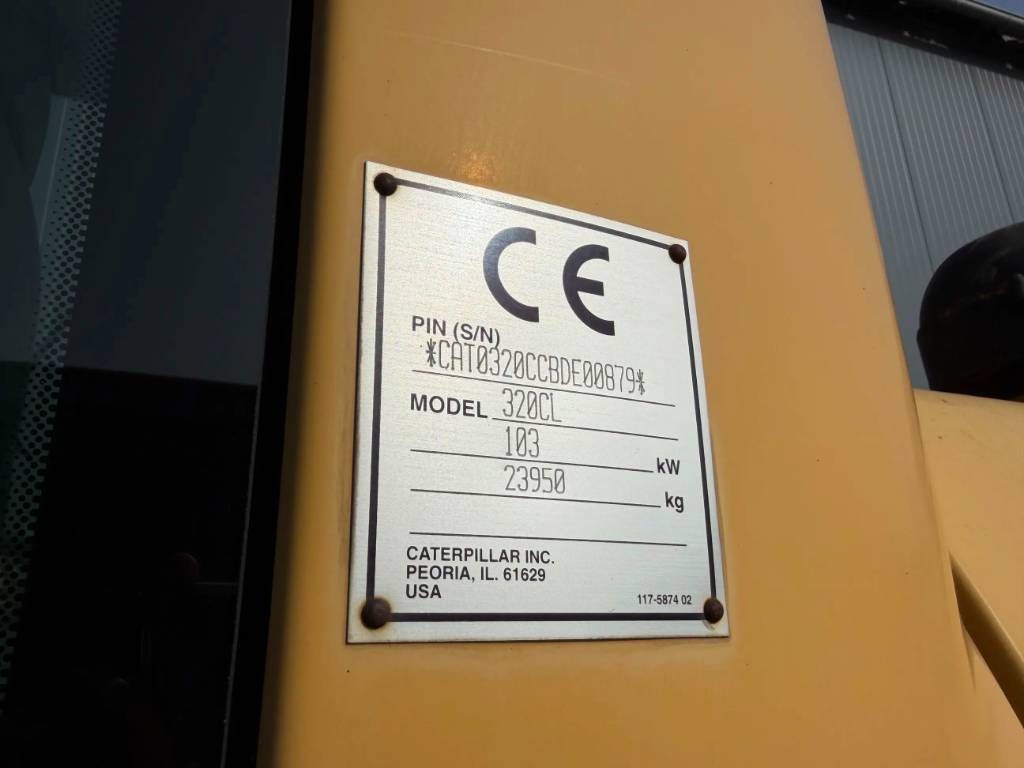 CE
PIN (S/N)
*CAT0320CCBDE00879*
MODEL 320CL
103 kW
23950 kg
CATERPILLAR INC.
PEORIA, IL. 61629
USA
117-5874 02